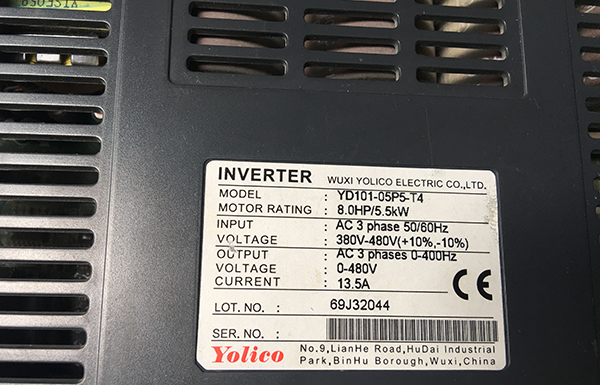 INVERTER WUXI YOLICO ELECTRIC CO.,LTD.
MODEL : YD101-05P5-T4
MOTOR RATING : 8.0HP/5.5kW
INPUT : AC 3 phase 50/60Hz
VOLTAGE : 380V-480V(+10%,-10%)
OUTPUT : AC 3 phases 0-400Hz
VOLTAGE : 0-480V
CURRENT : 13.5A
CE
LOT. NO. : 69J32044
SER. NO. :
Yolico No.9,LianHe Road,HuDai Industrial
Park,BinHu Borough,Wuxi,China